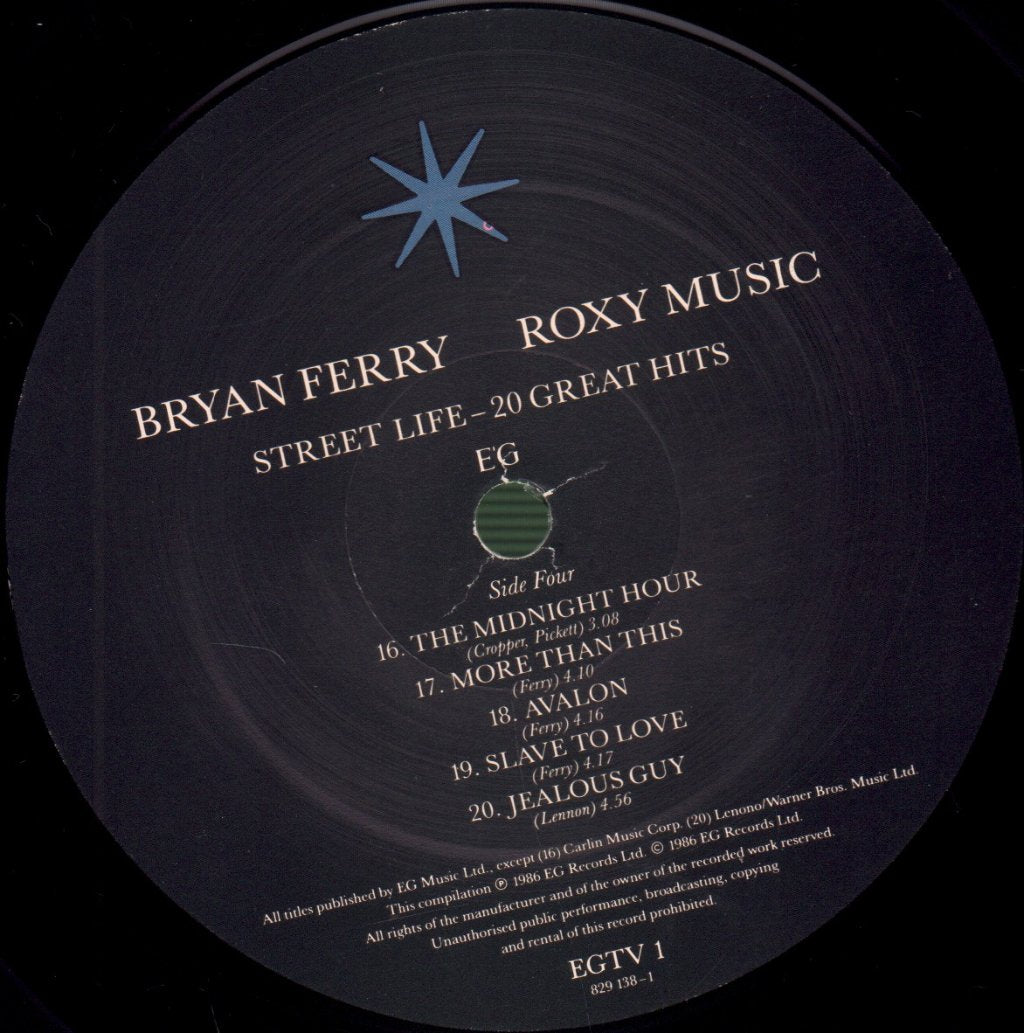 BRYAN FERRY ROXY MUSIC
STREET LIFE – 20 GREAT HITS
E'G
Side Four
16. THE MIDNIGHT HOUR
(Cropper, Pickett) 3.08
17. MORE THAN THIS
(Ferry) 4.10
18. AVALON
(Ferry) 4.16
19. SLAVE TO LOVE
(Ferry) 4.17
20. JEALOUS GUY
(Lennon) 4.56
All titles published by EG Music Ltd., except (16) Carlin Music Corp. (20) Lenono/Warner Bros. Music Ltd.
This compilation ℗ 1986 EG Records Ltd. © 1986 EG Records Ltd.
All rights of the manufacturer and of the owner of the recorded work reserved.
Unauthorised public performance, broadcasting, copying
and rental of this record prohibited.
EGTV 1
829 138–1